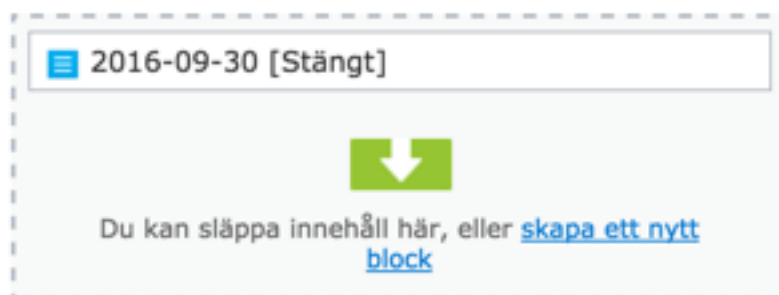 2016-09-30 [Stängt]
Du kan släppa innehåll här, eller skapa ett nytt
block